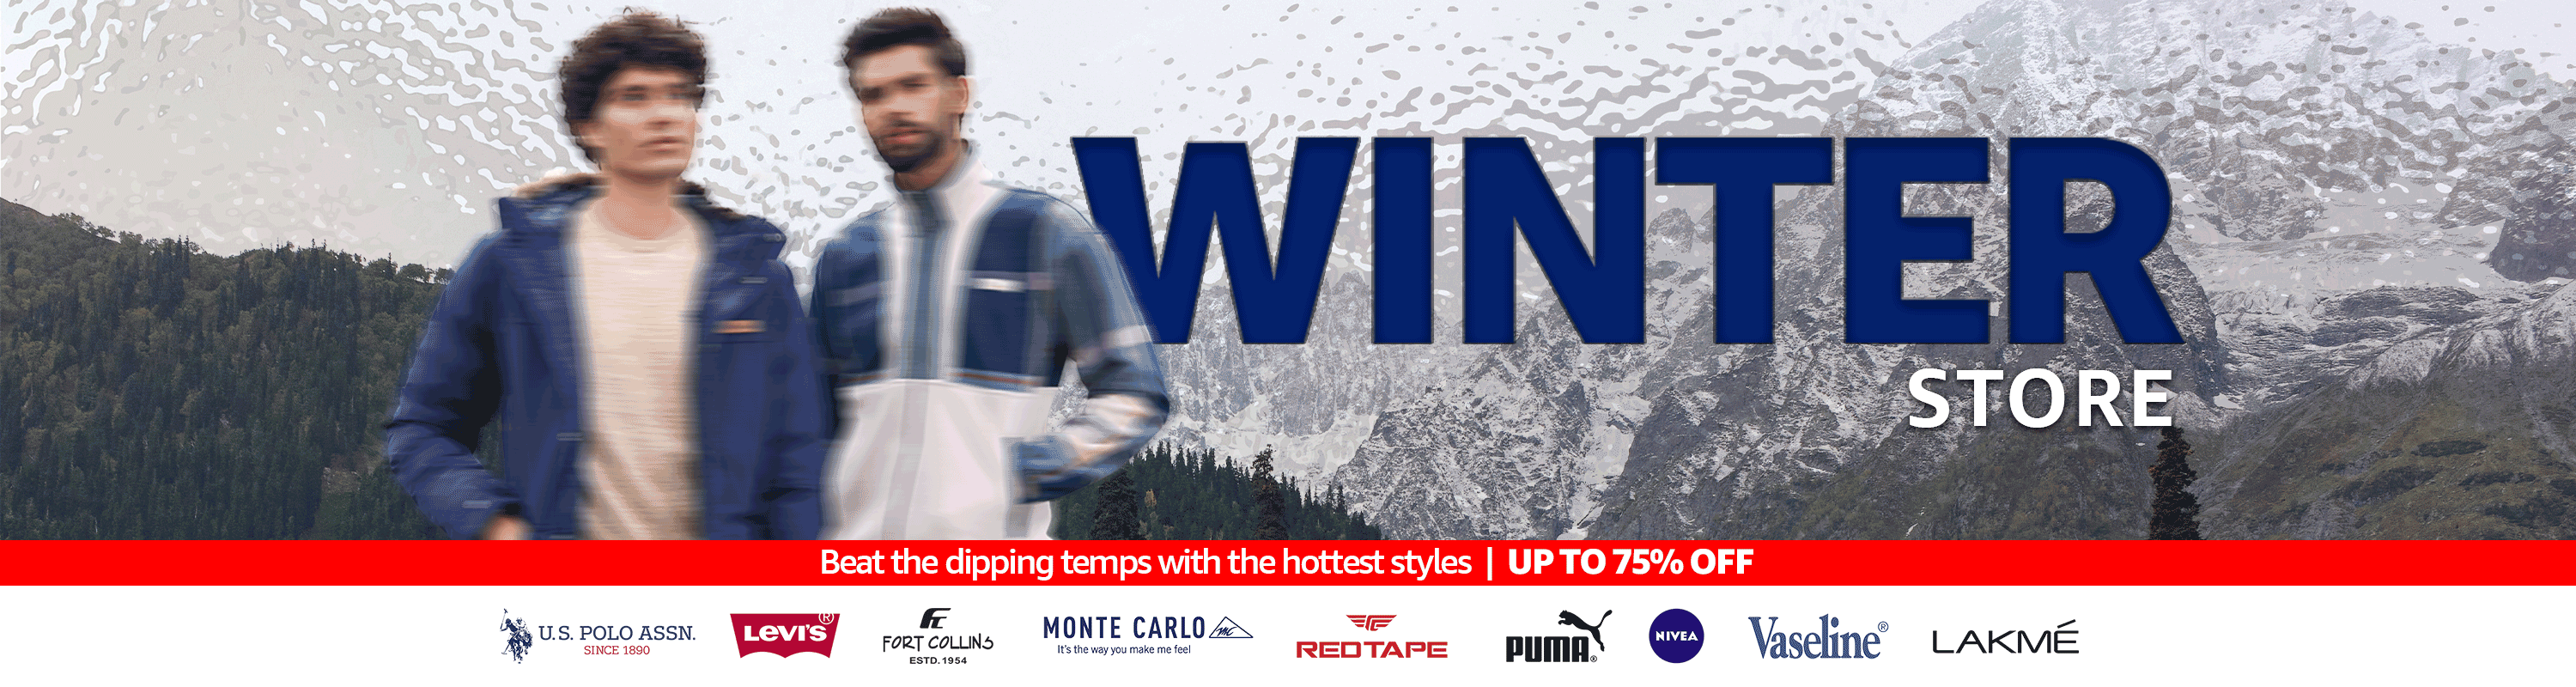 WINTER
STORE
Beat the dipping temps with the hottest styles | UP TO 75% OFF
U.S. POLO ASSN.
SINCE 1890
LEVI'S®
FORT COLLINS
ESTD. 1954
MONTE CARLO
It's the way you make me feel
REDTAPE
PUMA®
NIVEA
Vaseline®
LAKMÉ